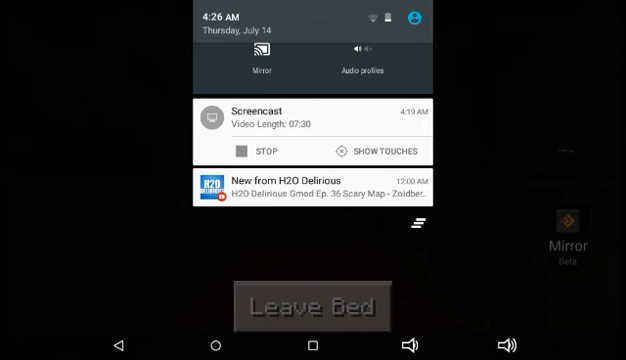 4:26 AM
Thursday, July 14
Mirror
Audio profiles
Screencast
4:19 AM
Video Length: 07:30
STOP
SHOW TOUCHES
New from H2O Delirious
12:00 AM
H2O
DELIRIOUS
H2O Delirious Gmod Ep. 36 Scary Map - Zoidber..
Mirror
Beta
Leave Bed